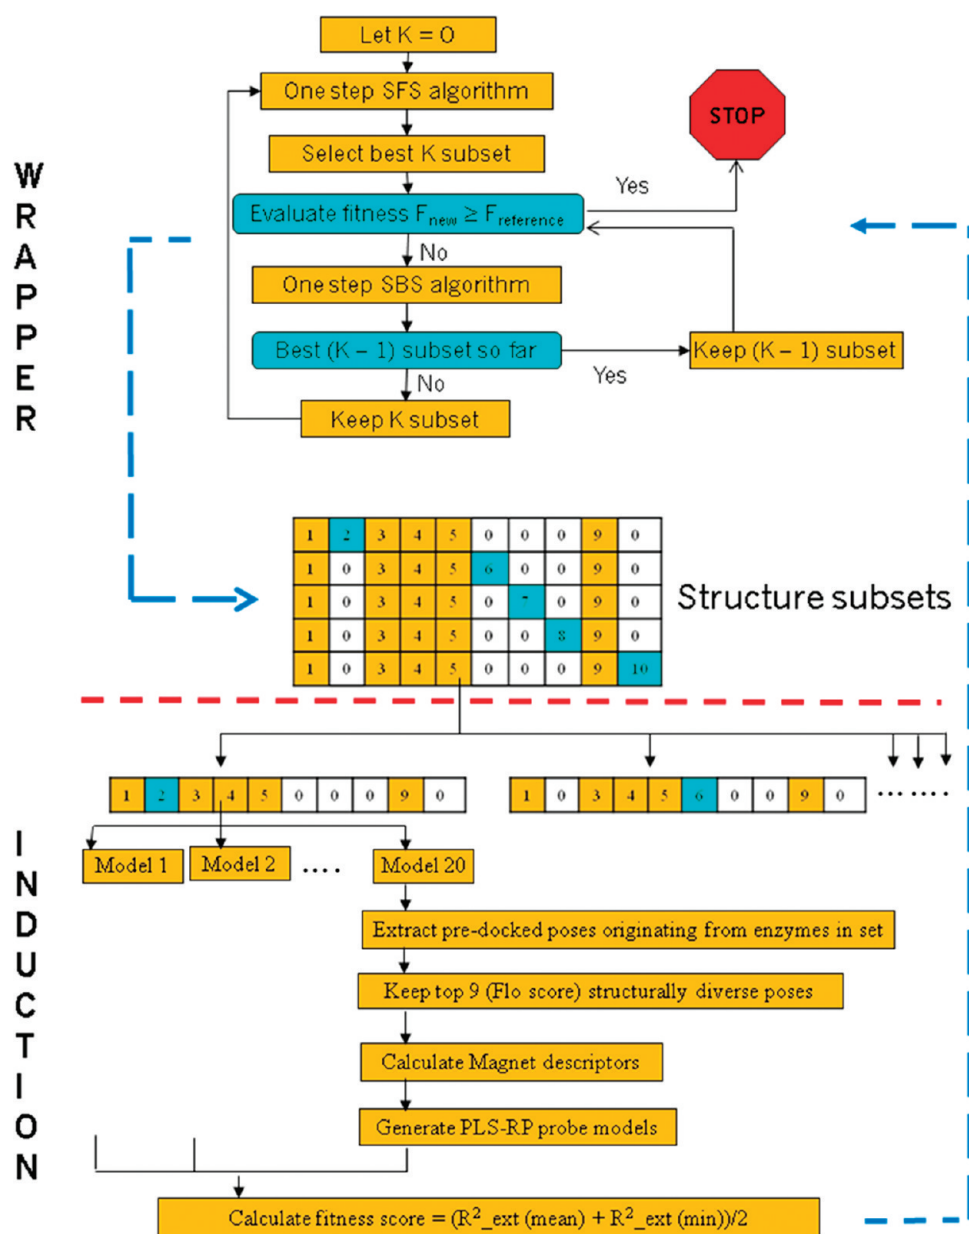 Let K = 0
One step SFS algorithm
STOP
Select best K subset
Yes
Evaluate fitness F_new ≥ F_reference
No
One step SBS algorithm
Best (K – 1) subset so far
Keep (K – 1) subset
Yes
No
Keep K subset
WRAPPER
1 2 3 4 5 0 0 0 9 0
1 0 3 4 5 6 0 0 9 0
1 0 3 4 5 0 7 0 9 0
1 0 3 4 5 0 0 8 9 0
1 0 3 4 5 0 0 0 9 10
Structure subsets
1 2 3 4 5 0 0 0 9 0
1 0 3 4 5 6 0 0 9 0
.... ....
INDUCTION
Model 1
Model 2
....
Model 20
Extract pre-docked poses originating from enzymes in set
Keep top 9 (Flo score) structurally diverse poses
Calculate Magnet descriptors
Generate PLS-RP probe models
Calculate fitness score = (R²_ext (mean) + R²_ext (min))/2